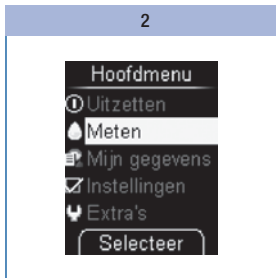 2
Hoofdmenu
Uitzetten
Meten
Mijn gegevens
Instellingen
Extra's
Selecteer